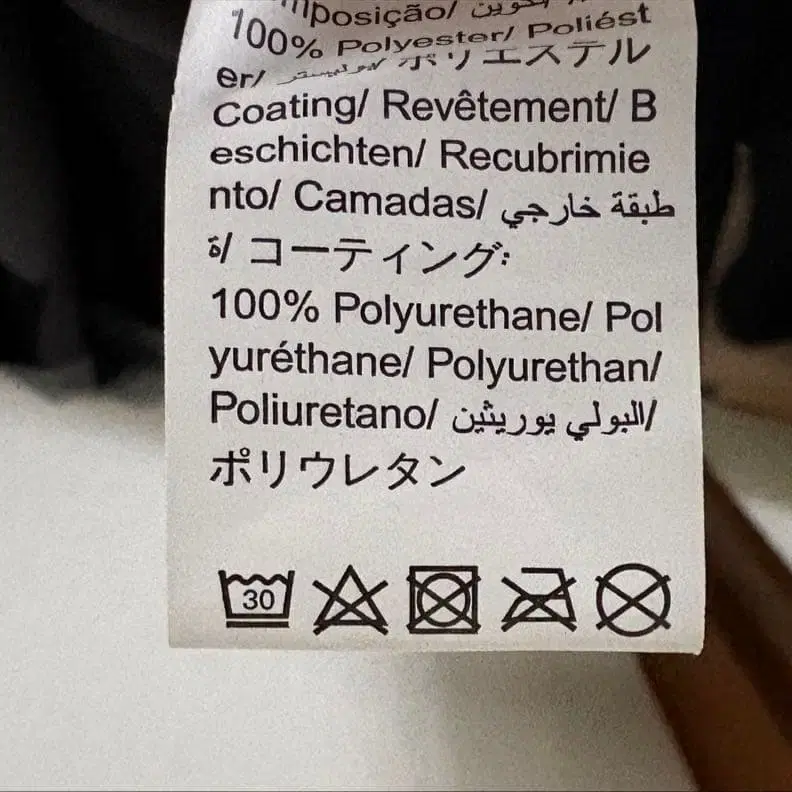 mposição/ تكوين
100% Polyester/ Poliést
er/ بوليستر/ ポリエステル
Coating/ Revêtement/ B
eschichten/ Recubrimie
nto/ Camadas/ طبقة خارجي
ة/ コーティング:
100% Polyurethane/ Pol
yuréthane/ Polyurethan/
Poliuretano/ البولي يوريثين/
ポリウレタン
30